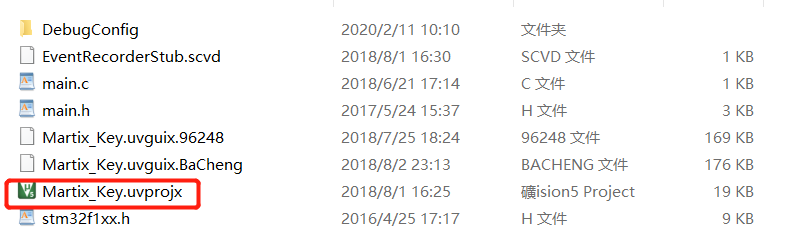 DebugConfig 2020/2/11 10:10 文件夹
EventRecorderStub.scvd 2018/8/1 16:30 SCVD 文件 1 KB
main.c 2018/6/21 17:14 C 文件 1 KB
main.h 2017/5/24 15:37 H 文件 3 KB
Martix_Key.uvguix.96248 2018/7/25 18:24 96248 文件 169 KB
Martix_Key.uvguix.BaCheng 2018/8/2 23:13 BACHENG 文件 176 KB
Martix_Key.uvprojx 2018/8/1 16:25 礦ision5 Project 19 KB
stm32f1xx.h 2016/4/25 17:17 H 文件 9 KB